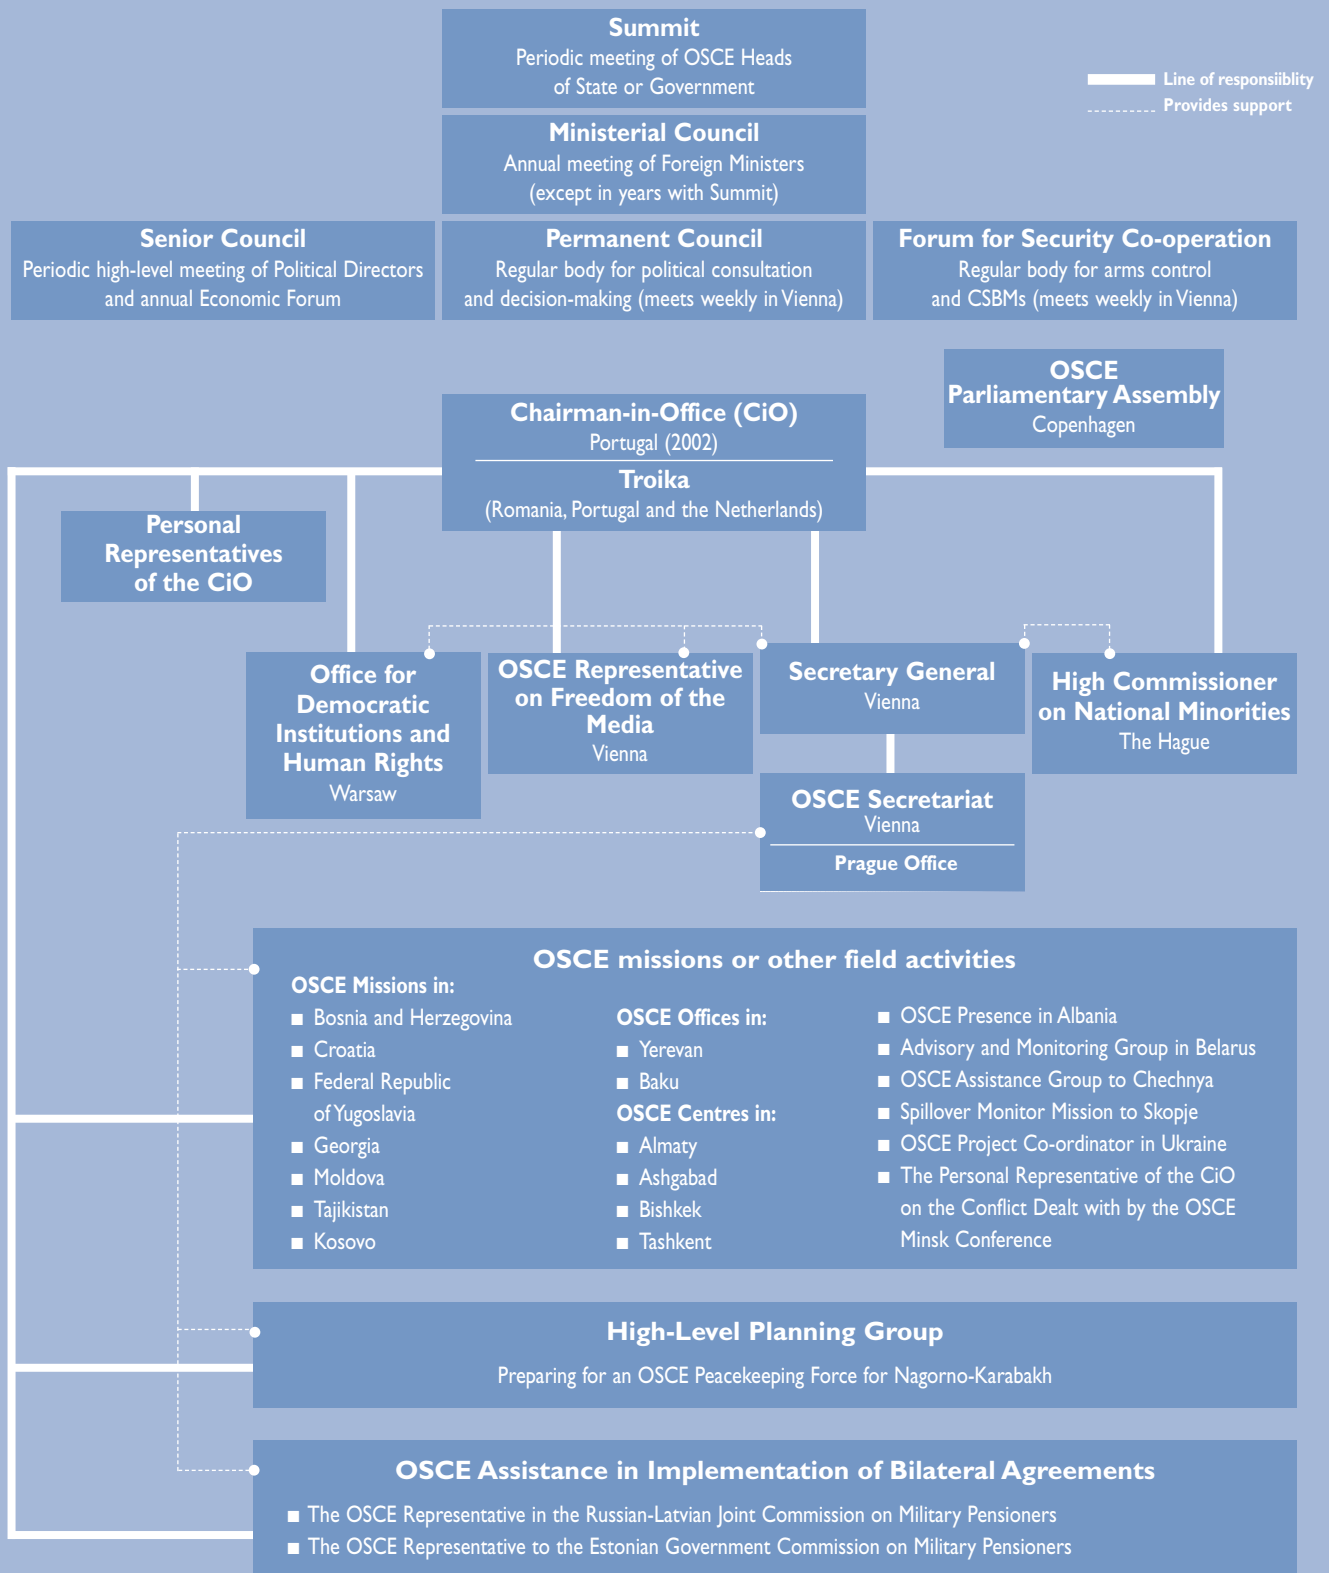 Summit
Periodic meeting of OSCE Heads
of State or Government
Line of responsiiblity
Provides support
Ministerial Council
Annual meeting of Foreign Ministers
(except in years with Summit)
Senior Council
Periodic high-level meeting of Political Directors
and annual Economic Forum
Permanent Council
Regular body for political consultation
and decision-making (meets weekly in Vienna)
Forum for Security Co-operation
Regular body for arms control
and CSBMs (meets weekly in Vienna)
OSCE
Parliamentary Assembly
Copenhagen
Chairman-in-Office (CiO)
Portugal (2002)
Troika
(Romania, Portugal and the Netherlands)
Personal
Representatives
of the CiO
Office for
Democratic
Institutions and
Human Rights
Warsaw
OSCE Representative
on Freedom of the
Media
Vienna
Secretary General
Vienna
High Commissioner
on National Minorities
The Hague
OSCE Secretariat
Vienna
Prague Office
OSCE missions or other field activities
OSCE Missions in:
■ Bosnia and Herzegovina
■ Croatia
■ Federal Republic
of Yugoslavia
■ Georgia
■ Moldova
■ Tajikistan
■ Kosovo
OSCE Offices in:
■ Yerevan
■ Baku
OSCE Centres in:
■ Almaty
■ Ashgabad
■ Bishkek
■ Tashkent
■ OSCE Presence in Albania
■ Advisory and Monitoring Group in Belarus
■ OSCE Assistance Group to Chechnya
■ Spillover Monitor Mission to Skopje
■ OSCE Project Co-ordinator in Ukraine
■ The Personal Representative of the CiO
on the Conflict Dealt with by the OSCE
Minsk Conference
High-Level Planning Group
Preparing for an OSCE Peacekeeping Force for Nagorno-Karabakh
OSCE Assistance in Implementation of Bilateral Agreements
■ The OSCE Representative in the Russian-Latvian Joint Commission on Military Pensioners
■ The OSCE Representative to the Estonian Government Commission on Military Pensioners